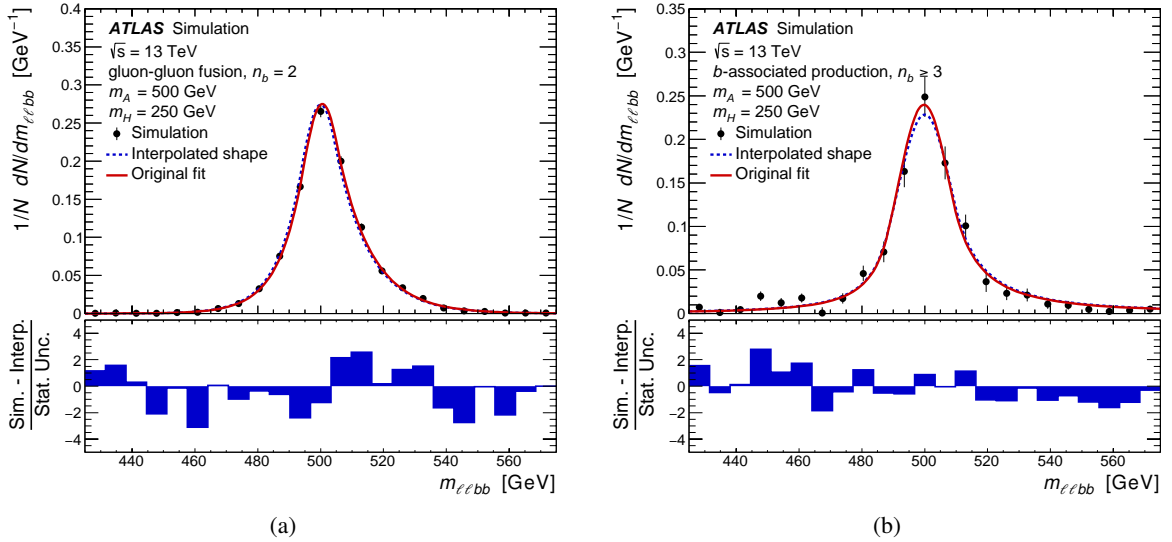 1/N dN/dmℓℓbb [GeV⁻¹]
0.4
0.35
0.3
0.25
0.2
0.15
0.1
0.05
0
ATLAS Simulation
√s = 13 TeV
gluon-gluon fusion, n_b = 2
m_A = 500 GeV
m_H = 250 GeV
Simulation
Interpolated shape
Original fit
Sim. - Interp.
Stat. Unc.
4
2
0
−2
−4
440 460 480 500 520 540 560
mℓℓbb [GeV]
(a)
1/N dN/dmℓℓbb [GeV⁻¹]
0.35
0.3
0.25
0.2
0.15
0.1
0.05
0
ATLAS Simulation
√s = 13 TeV
b-associated production, n_b ≥ 3
m_A = 500 GeV
m_H = 250 GeV
Simulation
Interpolated shape
Original fit
Sim. - Interp.
Stat. Unc.
4
2
0
−2
−4
440 460 480 500 520 540 560
mℓℓbb [GeV]
(b)